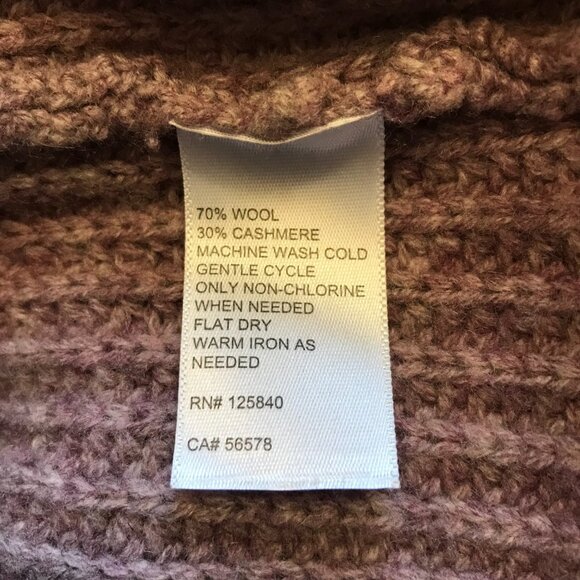 70% WOOL
30% CASHMERE
MACHINE WASH COLD
GENTLE CYCLE
ONLY NON-CHLORINE
WHEN NEEDED
FLAT DRY
WARM IRON AS
NEEDED
RN# 125840
CA# 56578